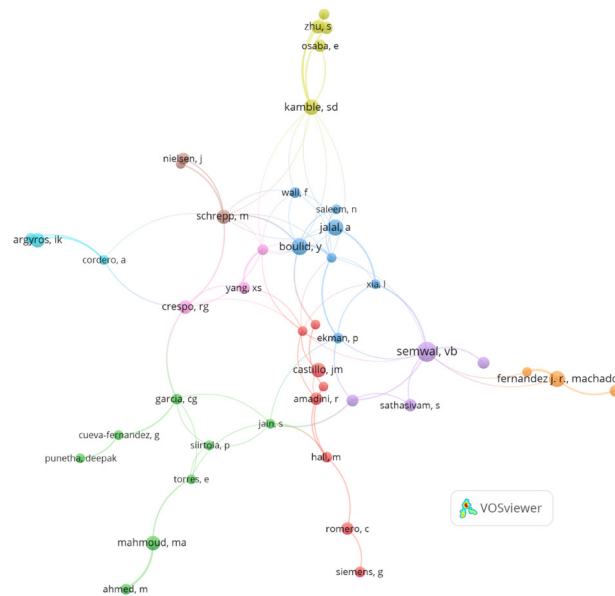 zhu, s
osaba, e
kamble, sd
nielsen, j
wall, f
saleem, n
schrepp, m
jalal, a
argyros, ik
boulid, y
cordero, a
yang, xs
xia, l
crespo, rg
ekman, p
semwal, vb
castillo, jm
fernandez j. r., machado
garcia, cg
amadini, r
sathasivam, s
jain, s
cueva-fernandez, g
siirtola, p
punetha, deepak
hall, m
torres, e
VOSviewer
romero, c
mahmoud, ma
siemens, g
ahmed, m